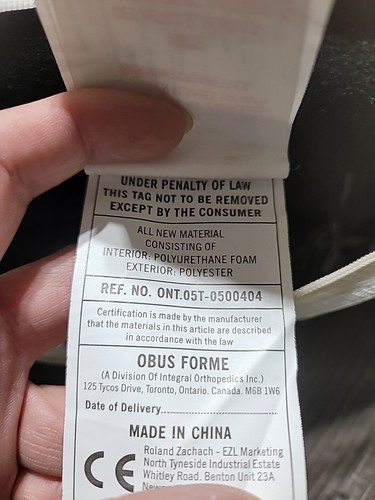 UNDER PENALTY OF LAW
THIS TAG NOT TO BE REMOVED
EXCEPT BY THE CONSUMER
ALL NEW MATERIAL
CONSISTING OF
INTERIOR: POLYURETHANE FOAM
EXTERIOR: POLYESTER
REF. NO. ONT.05T-0500404
Certification is made by the manufacturer
that the materials in this article are described
in accordance with the law
OBUS FORME
(A Division Of Integral Orthopedics Inc.)
125 Tycos Drive, Toronto, Ontario. Canada. M6B 1W6
Date of Delivery
MADE IN CHINA
CE
Roland Zachach - EZL Marketing
North Tyneside Industrial Estate
Whitley Road. Benton Unit 23A